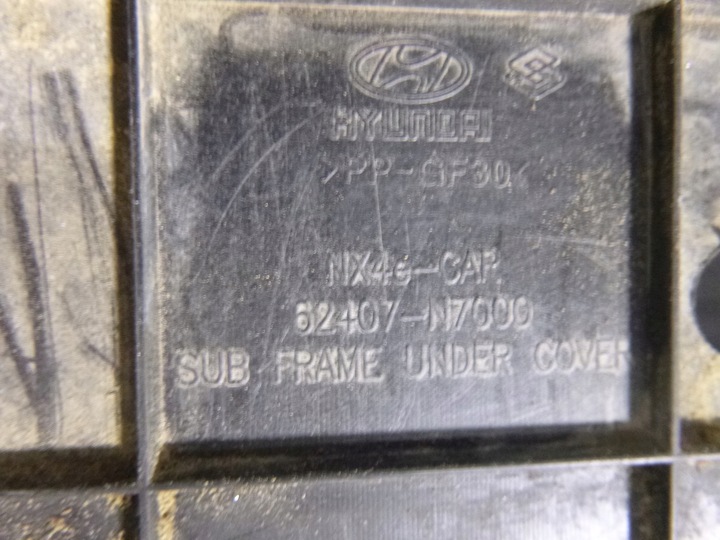 HYUNDAI
>PP-GF30<
NX4e-CAR
62407-N7000
SUB FRAME UNDER COVER